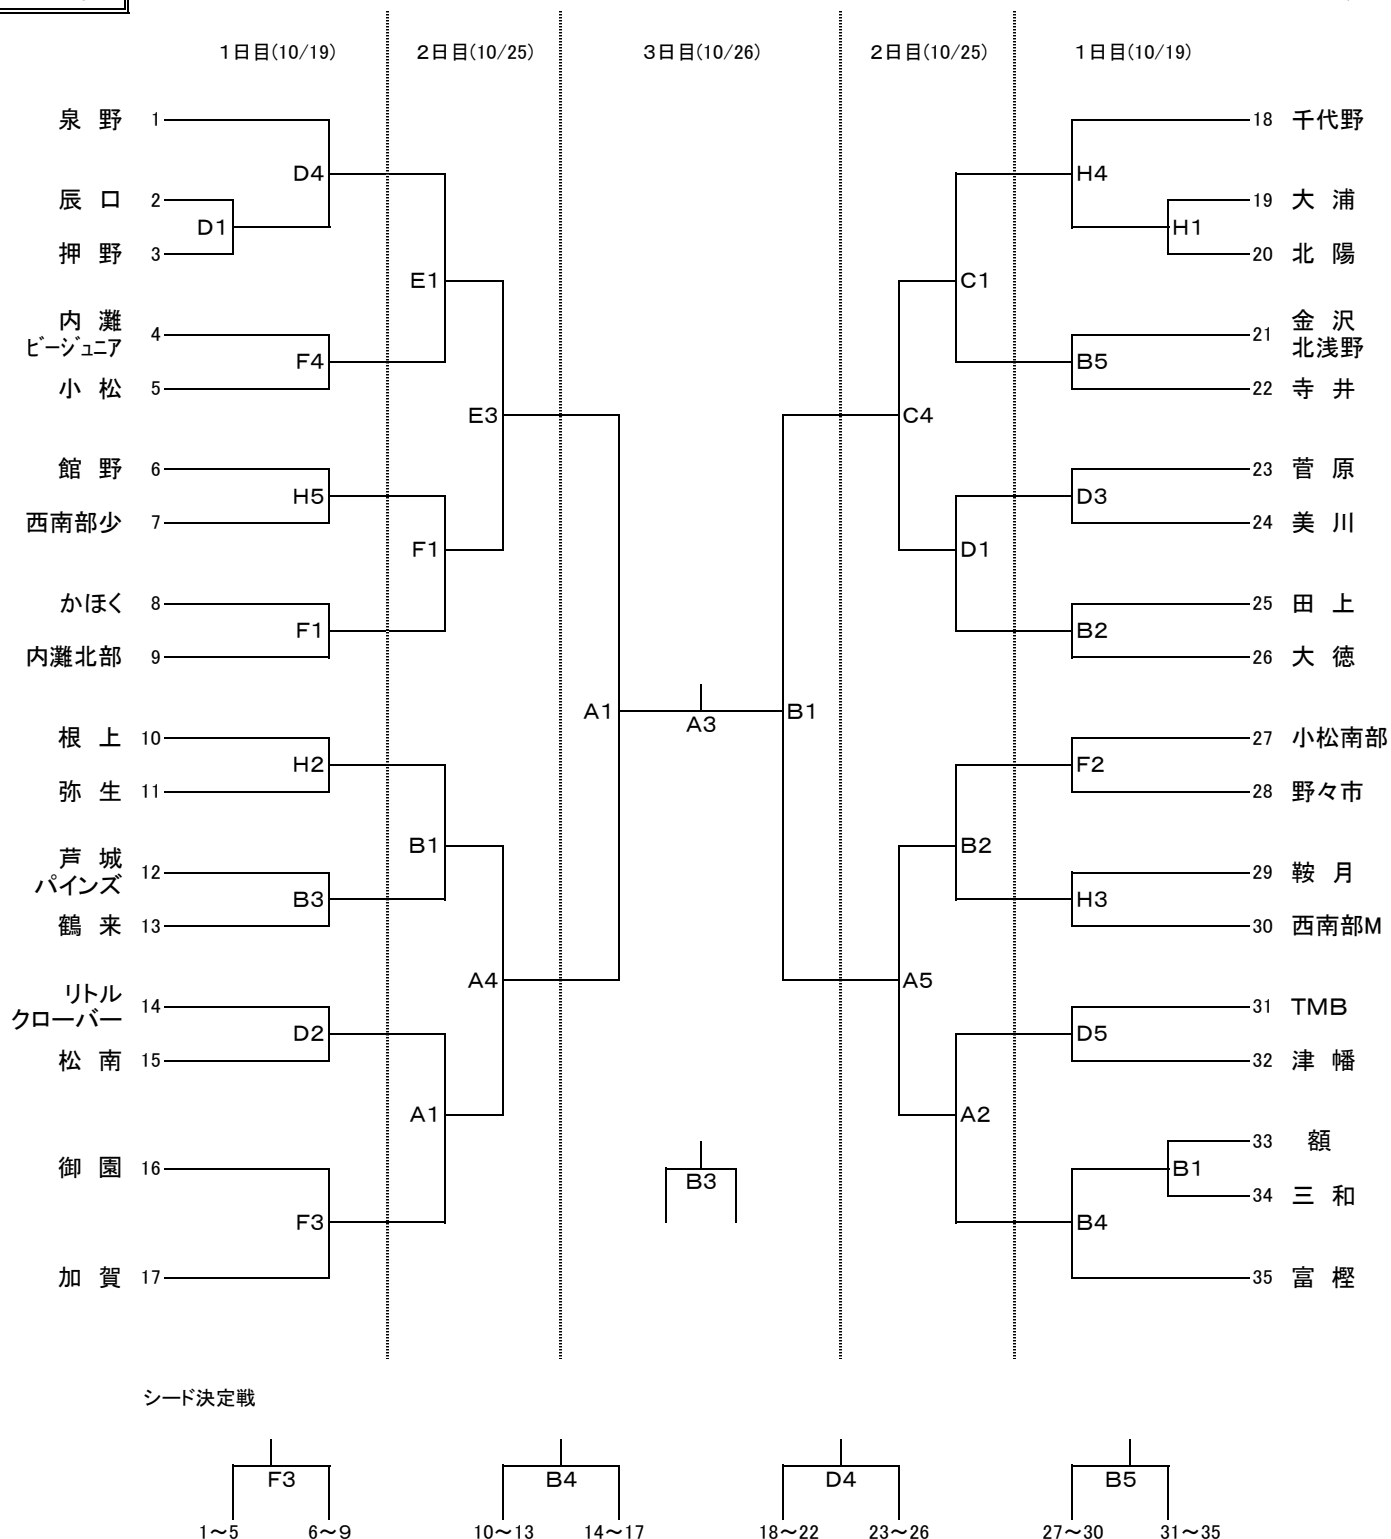 1日目(10/19) 2日目(10/25) 3日目(10/26) 2日目(10/25) 1日目(10/19)
泉 野 1
辰 口 2
押 野 3
内 灘
ビージュニア 4
小 松 5
館 野 6
西南部少 7
かほく 8
内灘北部 9
根 上 10
弥 生 11
芦 城
パインズ 12
鶴 来 13
リトル
クローバー 14
松 南 15
御 園 16
加 賀 17
D4
D1
F4
H5
F1
H2
B3
D2
F3
E1
F1
B1
A1
E3
A4
A1
A3
B1
B3
C4
A5
C1
D1
B2
A2
H4
H1
B5
D3
B2
F2
H3
D5
B1
B4
18 千代野
19 大 浦
20 北 陽
21 金 沢
北浅野
22 寺 井
23 菅 原
24 美 川
25 田 上
26 大 徳
27 小松南部
28 野々市
29 鞍 月
30 西南部M
31 TMB
32 津 幡
33 額
34 三 和
35 富 樫
シード決定戦
F3 B4 D4 B5
1～5 6～9 10～13 14～17 18～22 23～26 27～30 31～35